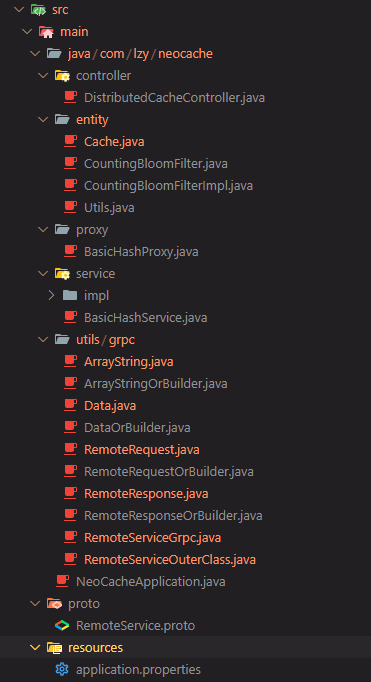 src
main
java/com/lzy/neocache
controller
DistributedCacheController.java
entity
Cache.java
CountingBloomFilter.java
CountingBloomFilterImpl.java
Utils.java
proxy
BasicHashProxy.java
service
impl
BasicHashService.java
utils/grpc
ArrayString.java
ArrayStringOrBuilder.java
Data.java
DataOrBuilder.java
RemoteRequest.java
RemoteRequestOrBuilder.java
RemoteResponse.java
RemoteResponseOrBuilder.java
RemoteServiceGrpc.java
RemoteServiceOuterClass.java
NeoCacheApplication.java
proto
RemoteService.proto
resources
application.properties